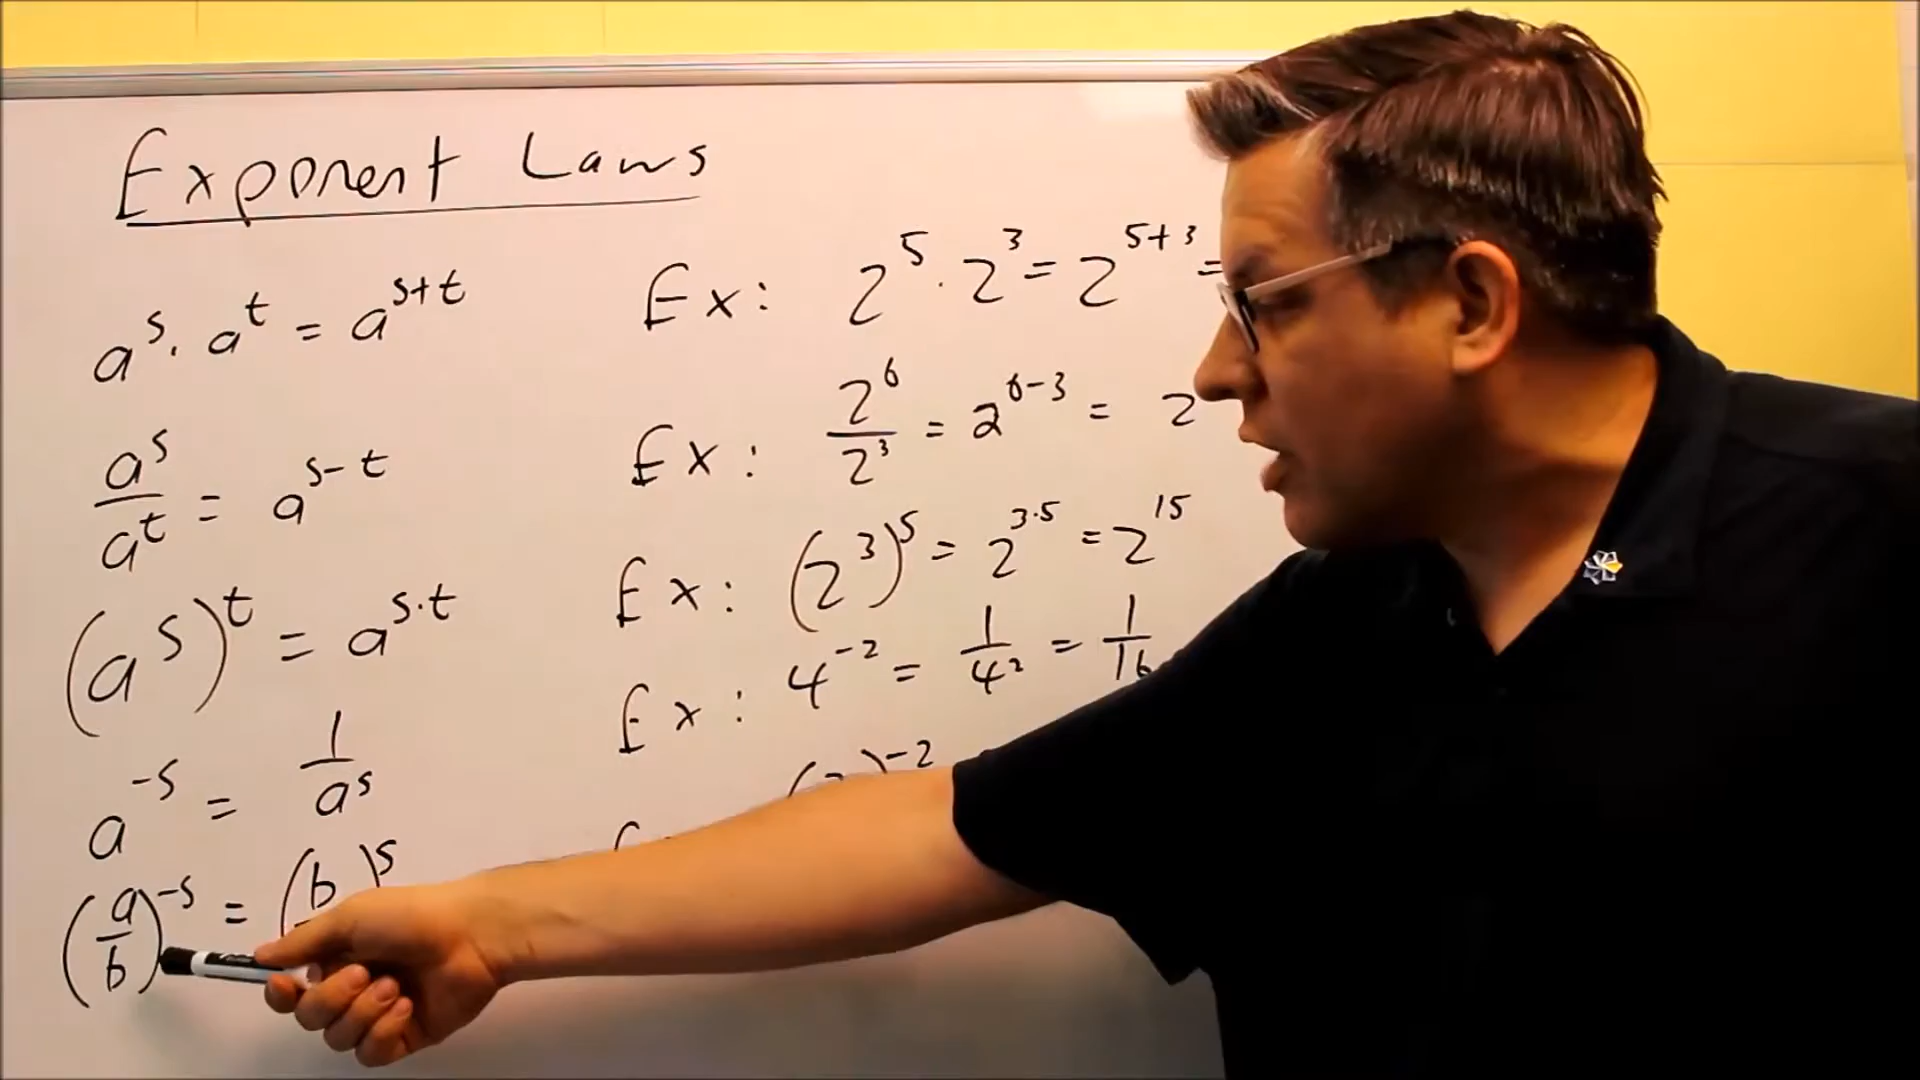 Exponent Laws
a^s · a^t = a^(s+t) Ex: 2^5 · 2^3 = 2^(5+3) =
a^s/a^t = a^(s-t) Ex: 2^6/2^3 = 2^(6-3) = 2
(a^s)^t = a^(s·t) Ex: (2^3)^5 = 2^(3·5) = 2^15
a^-s = 1/a^s Ex: 4^-2 = 1/4^2 = 1/16
(a/b)^-s = (b )^s ( )^-2